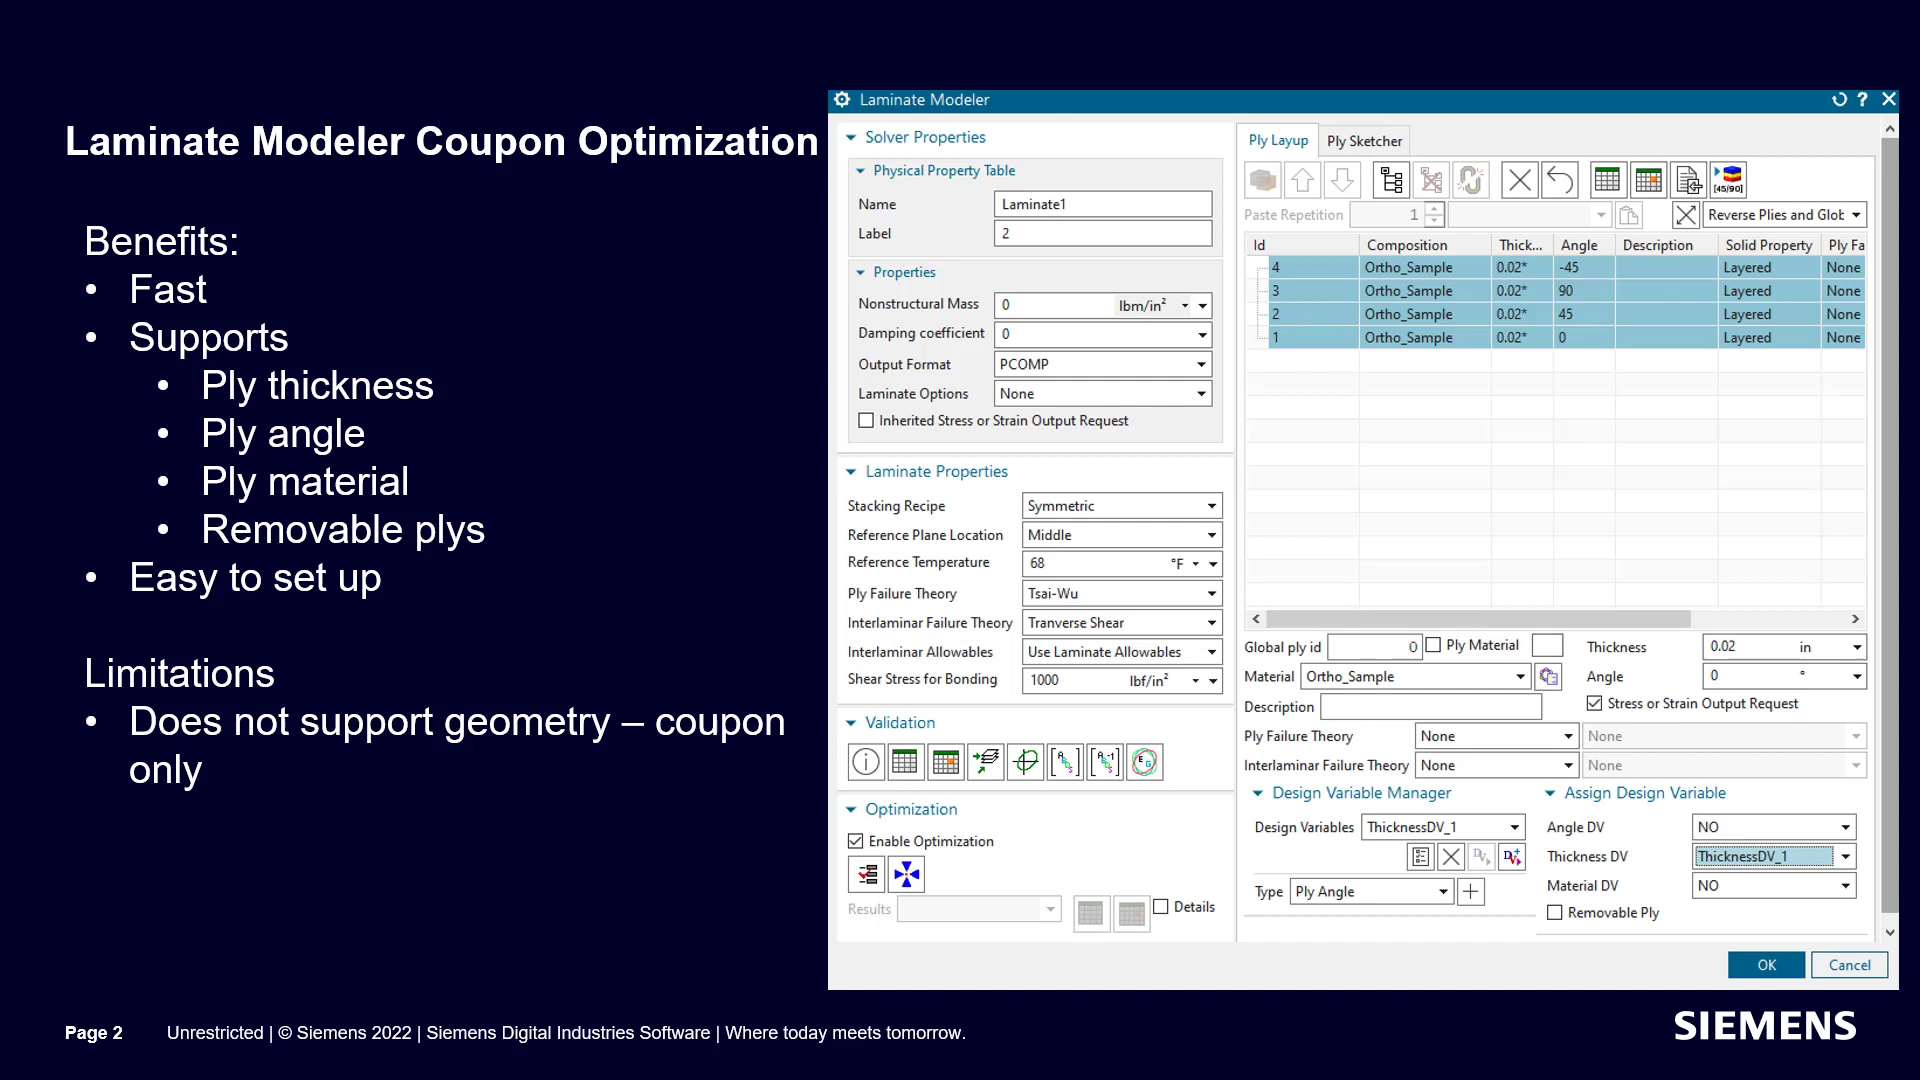 Laminate Modeler Coupon Optimization
Benefits:
• Fast
• Supports
• Ply thickness
• Ply angle
• Ply material
• Removable plys
• Easy to set up
Limitations
• Does not support geometry – coupon
only
Laminate Modeler
Solver Properties
Physical Property Table
Name Laminate1
Label 2
Properties
Nonstructural Mass 0 lbm/in²
Damping coefficient 0
Output Format PCOMP
Laminate Options None
Inherited Stress or Strain Output Request
Laminate Properties
Stacking Recipe Symmetric
Reference Plane Location Middle
Reference Temperature 68 °F
Ply Failure Theory Tsai-Wu
Interlaminar Failure Theory Tranverse Shear
Interlaminar Allowables Use Laminate Allowables
Shear Stress for Bonding 1000 lbf/in²
Validation
Optimization
Enable Optimization
Results Details
Ply Layup Ply Sketcher
[45/90]
Paste Repetition 1 Reverse Plies and Glob
Id Composition Thick... Angle Description Solid Property Ply Fa
4 Ortho_Sample 0.02* -45 Layered None
3 Ortho_Sample 0.02* 90 Layered None
2 Ortho_Sample 0.02* 45 Layered None
1 Ortho_Sample 0.02* 0 Layered None
Global ply id 0 Ply Material Thickness 0.02 in
Material Ortho_Sample Angle 0 °
Description Stress or Strain Output Request
Ply Failure Theory None None
Interlaminar Failure Theory None None
Design Variable Manager Assign Design Variable
Design Variables ThicknessDV_1 Angle DV NO
Thickness DV ThicknessDV_1
Type Ply Angle Material DV NO
Removable Ply
OK Cancel
Page 2 Unrestricted | © Siemens 2022 | Siemens Digital Industries Software | Where today meets tomorrow.
SIEMENS